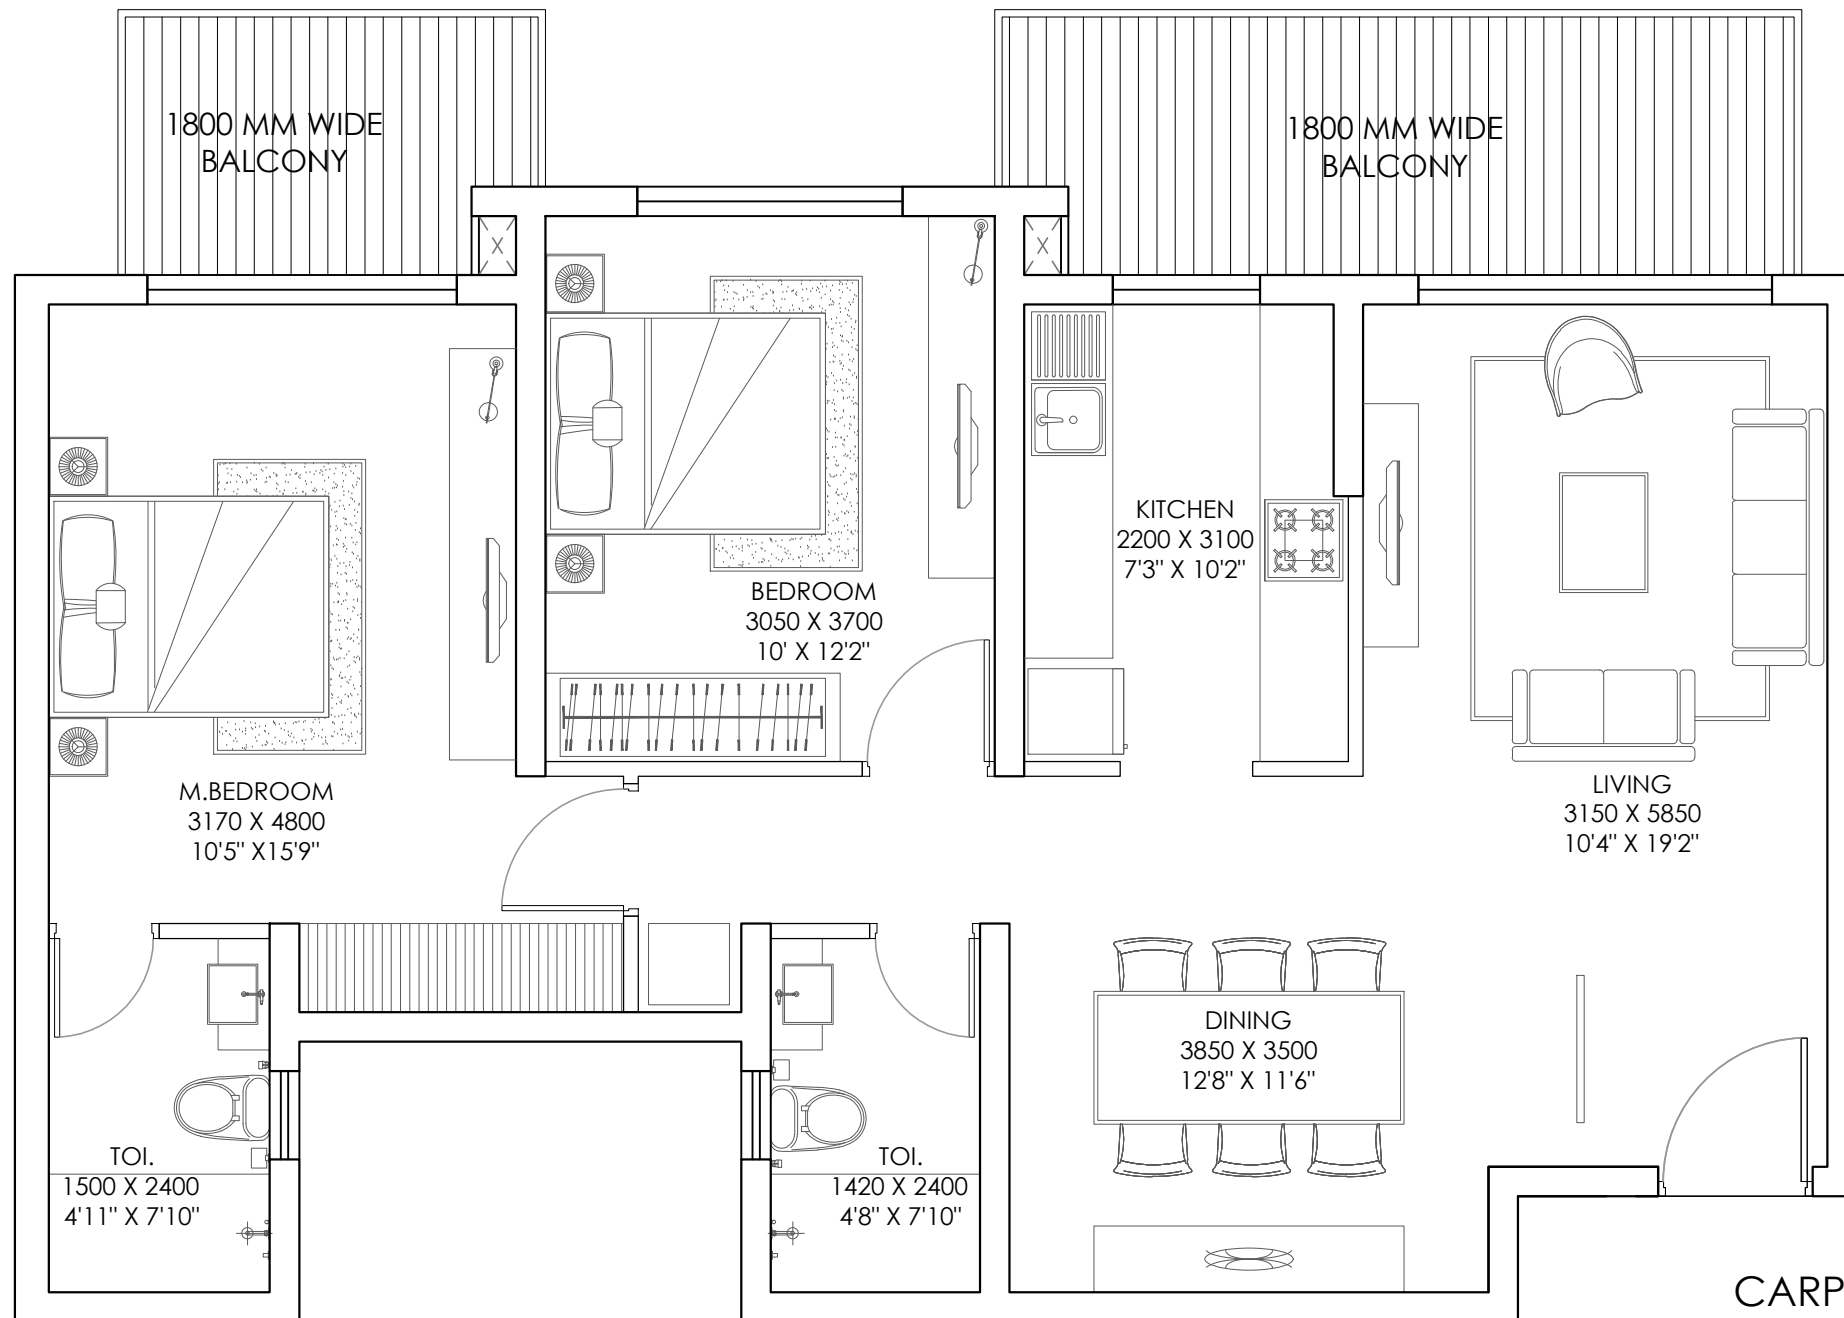 1800 MM WIDE
BALCONY
1800 MM WIDE
BALCONY
KITCHEN
2200 X 3100
7'3" X 10'2"
BEDROOM
3050 X 3700
10' X 12'2"
M.BEDROOM
3170 X 4800
10'5" X15'9"
LIVING
3150 X 5850
10'4" X 19'2"
DINING
3850 X 3500
12'8" X 11'6"
TOI.
1500 X 2400
4'11" X 7'10"
TOI.
1420 X 2400
4'8" X 7'10"
CARP